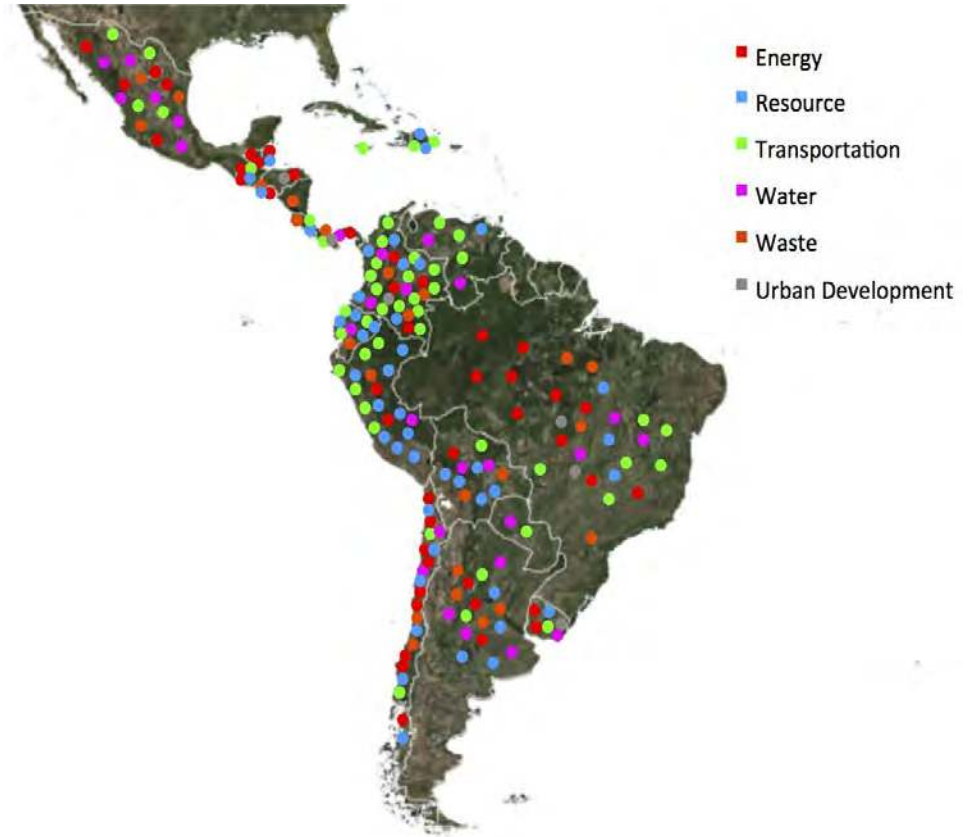 Energy
Resource
Transportation
Water
Waste
Urban Development